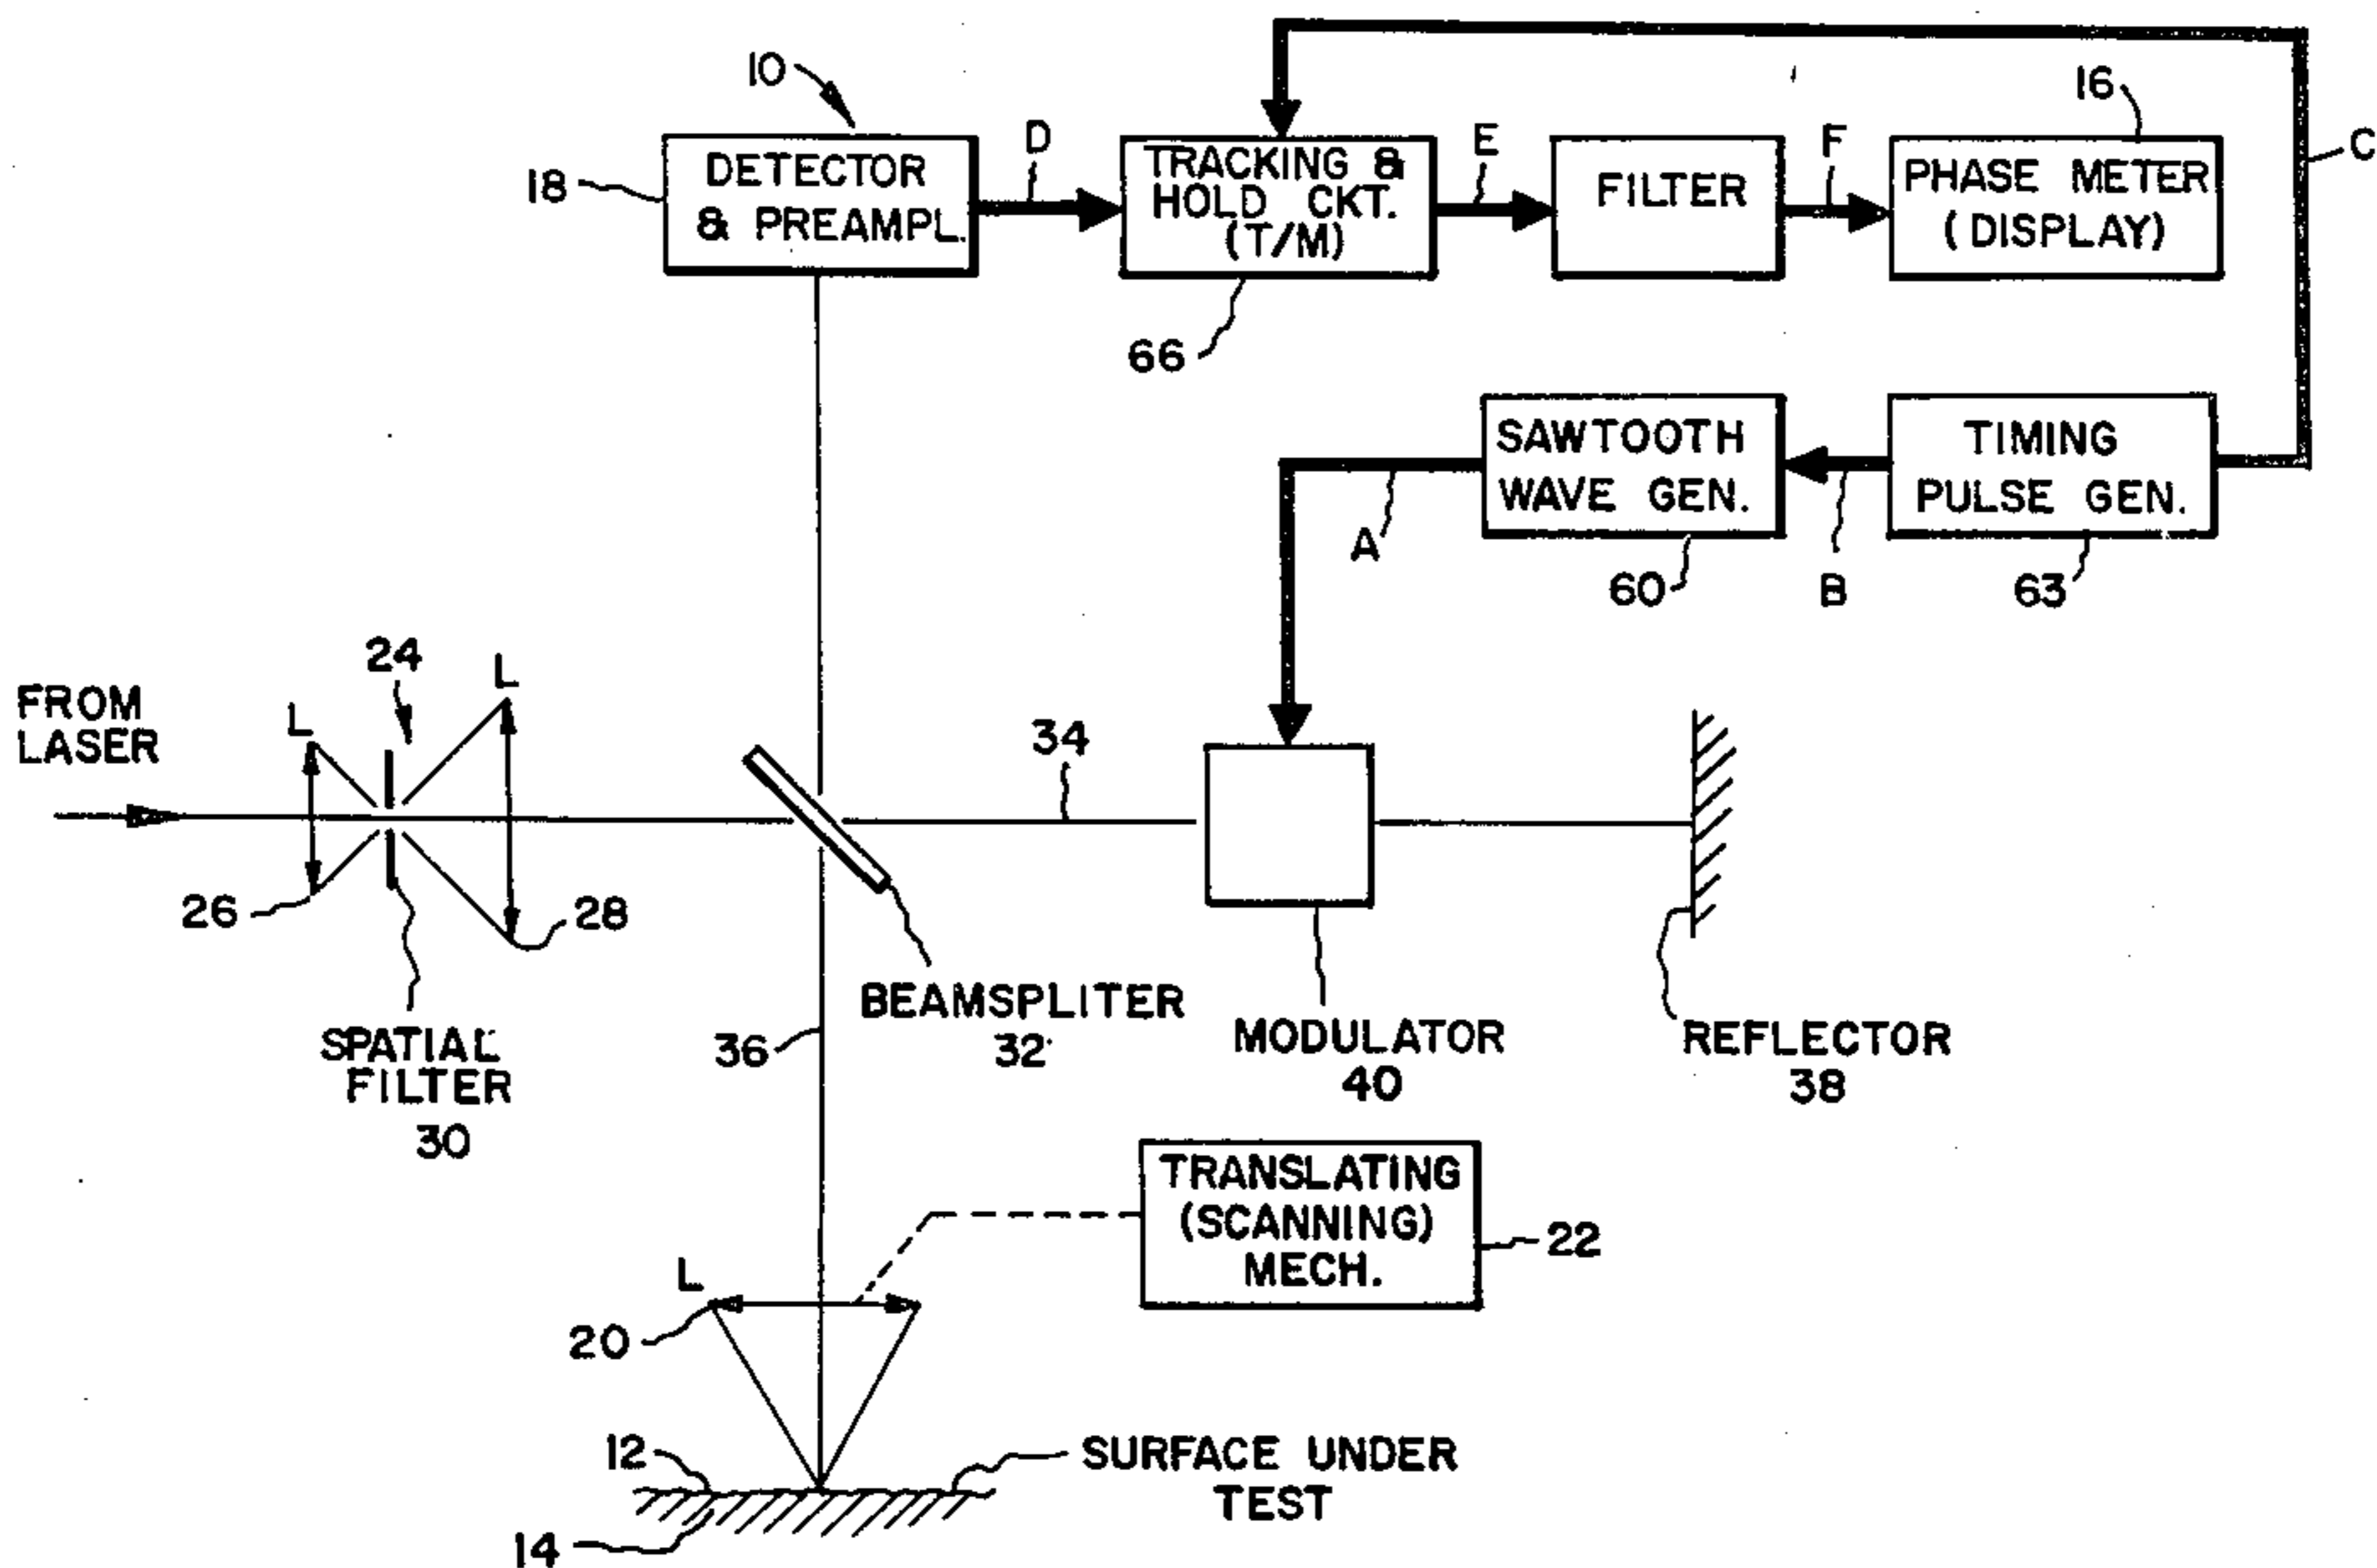 10
16
18
DETECTOR
& PREAMPL.
D
TRACKING &
HOLD CKT.
(T/M)
E
FILTER
F
PHASE METER
(DISPLAY)
C
66
SAWTOOTH
WAVE GEN.
TIMING
PULSE GEN.
A
60
B
63
FROM
LASER
24
L
L
34
26
28
SPATIAL
FILTER
30
36
BEAMSPLITER
32
MODULATOR
40
REFLECTOR
38
TRANSLATING
(SCANNING)
MECH.
22
L
20
12
14
SURFACE UNDER
TEST